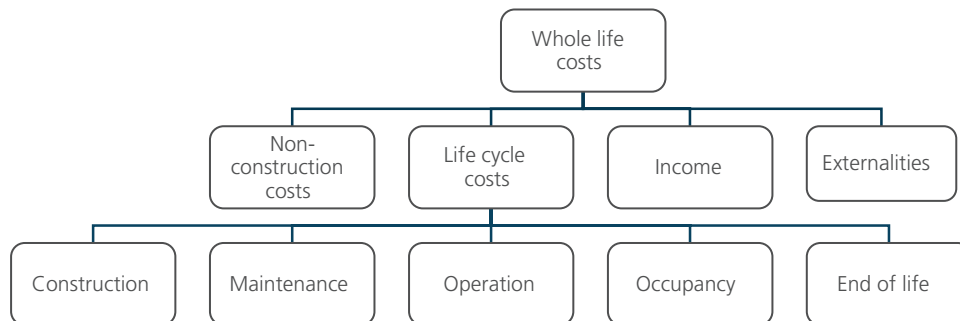 Whole life
costs
Non-
construction
costs
Life cycle
costs
Income
Externalities
Construction
Maintenance
Operation
Occupancy
End of life